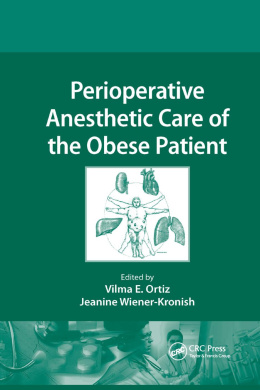 Perioperative
Anesthetic Care of
the Obese Patient
Edited by
Vilma E. Ortiz
Jeanine Wiener-Kronish
CRC
CRC Press
Taylor & Francis Group